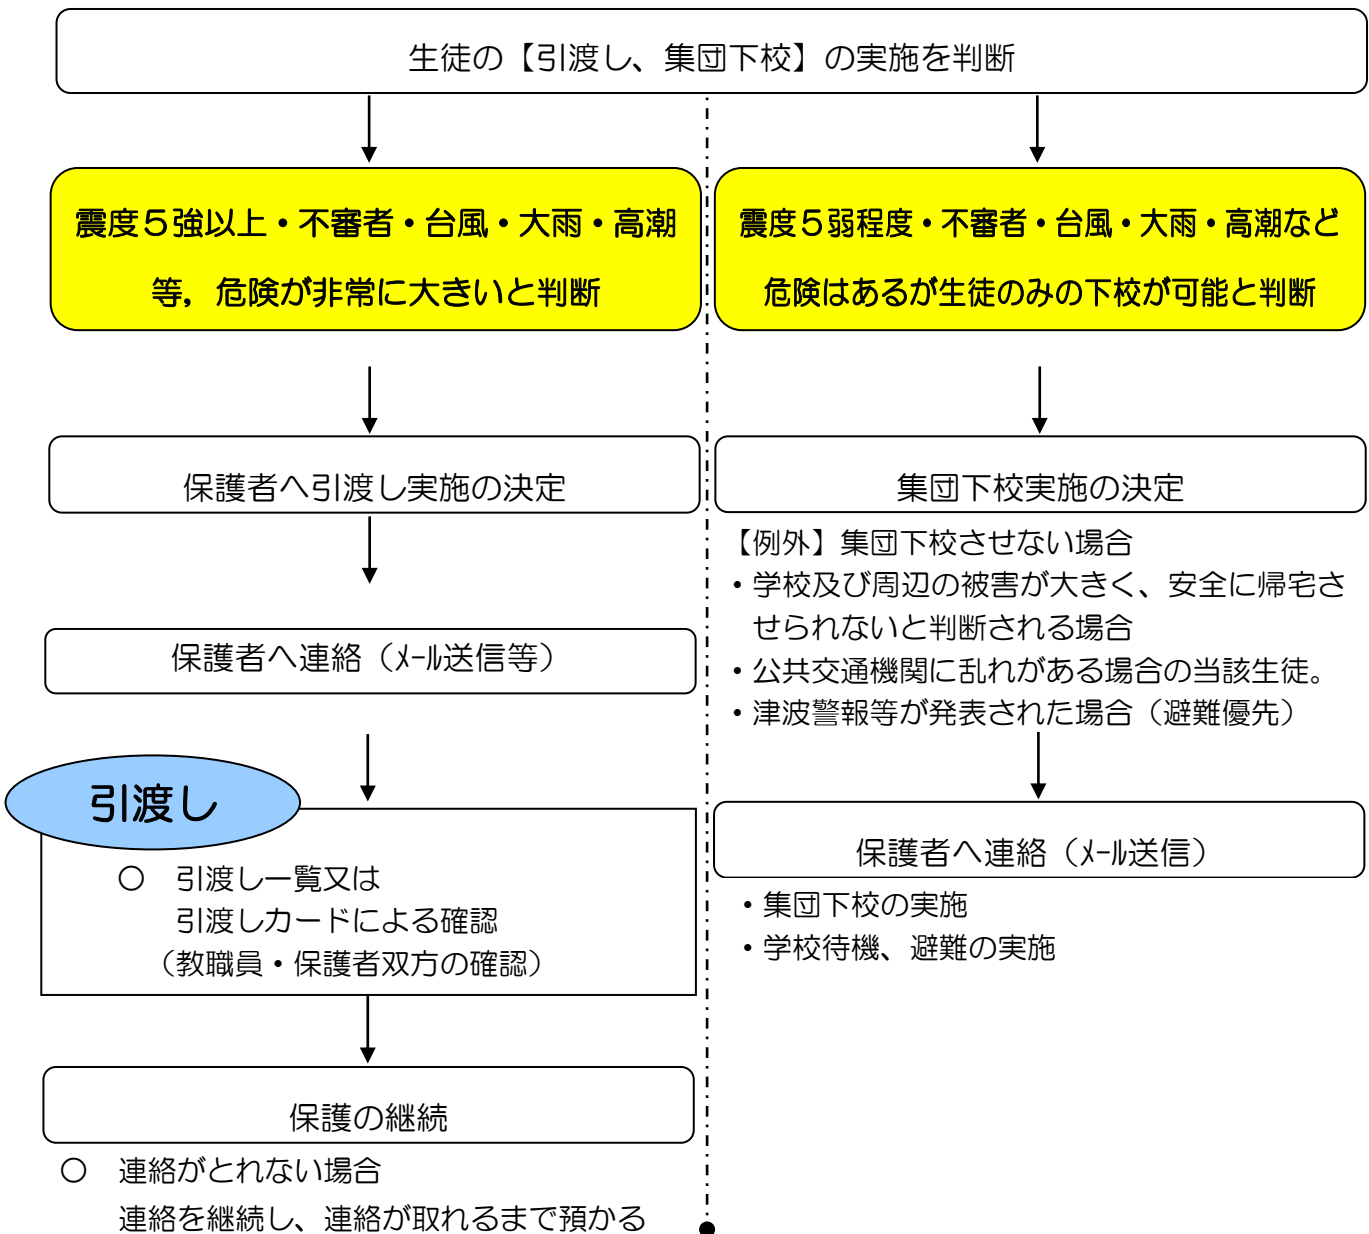 生徒の【引渡し、集団下校】の実施を判断
震度５強以上・不審者・台風・大雨・高潮
等，危険が非常に大きいと判断
保護者へ引渡し実施の決定
保護者へ連絡（ﾒｰﾙ送信等）
引渡し
〇　引渡し一覧又は
引渡しカードによる確認
（教職員・保護者双方の確認）
保護の継続
〇　連絡がとれない場合
連絡を継続し、連絡が取れるまで預かる
震度５弱程度・不審者・台風・大雨・高潮など
危険はあるが生徒のみの下校が可能と判断
集団下校実施の決定
【例外】集団下校させない場合
・学校及び周辺の被害が大きく、安全に帰宅さ
せられないと判断される場合
・公共交通機関に乱れがある場合の当該生徒。
・津波警報等が発表された場合（避難優先）
保護者へ連絡（ﾒｰﾙ送信）
・集団下校の実施
・学校待機、避難の実施